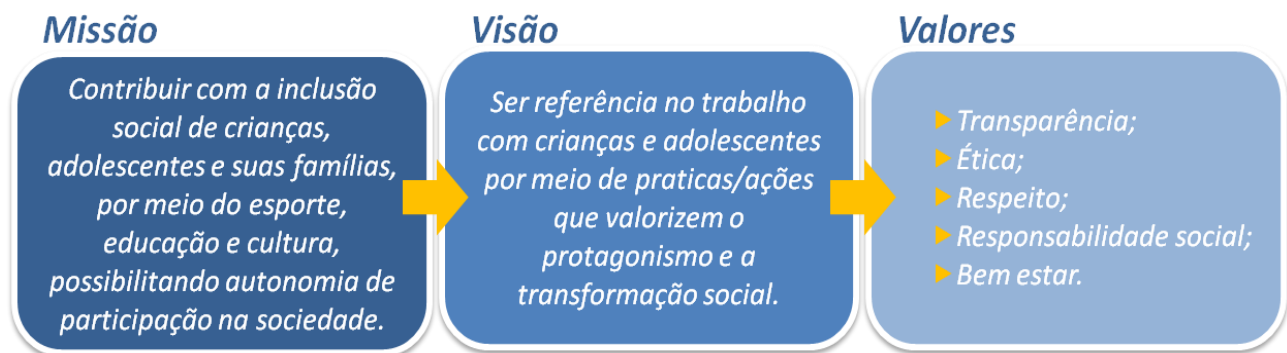 Missão
Contribuir com a inclusão
social de crianças,
adolescentes e suas famílias,
por meio do esporte,
educação e cultura,
possibilitando autonomia de
participação na sociedade.
Visão
Ser referência no trabalho
com crianças e adolescentes
por meio de praticas/ações
que valorizem o
protagonismo e a
transformação social.
Valores
Transparência;
Ética;
Respeito;
Responsabilidade social;
Bem estar.